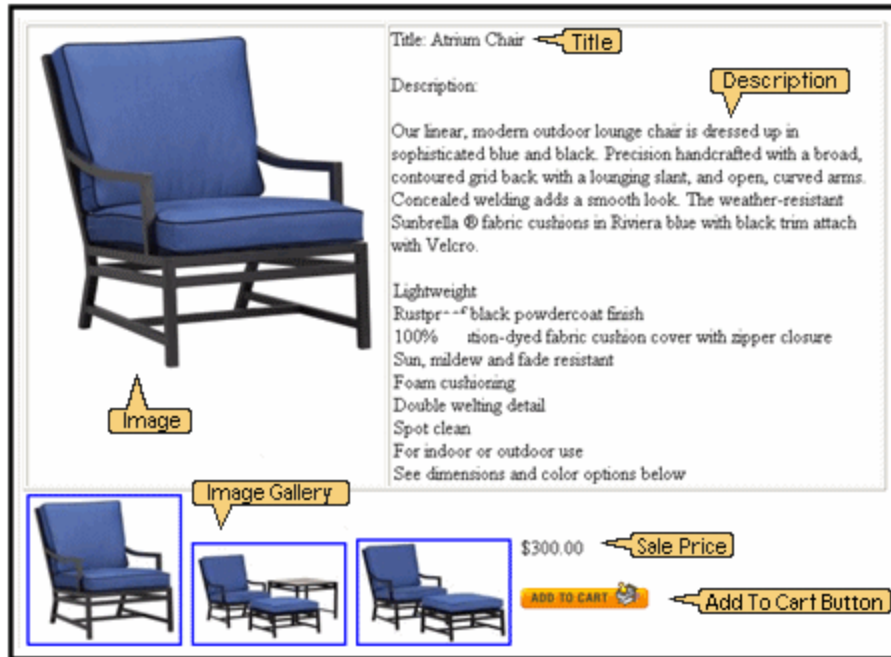 Title: Atrium Chair
Title
Description:
Description
Our linear, modern outdoor lounge chair is dressed up in
sophisticated blue and black. Precision handcrafted with a broad,
contoured grid back with a lounging slant, and open, curved arms.
Concealed welding adds a smooth look. The weather-resistant
Sunbrella ® fabric cushions in Riviera blue with black trim attach
with Velcro.
Lightweight
black powdercoat finish
100% fabric cushion cover with zipper closure
Sun, mildew and fade resistant
Foam cushioning
Double welting detail
Spot clean
For indoor or outdoor use
See dimensions and color options below
Image
Image Gallery
$300.00
Sale Price
ADD TO CART
Add To Cart Button